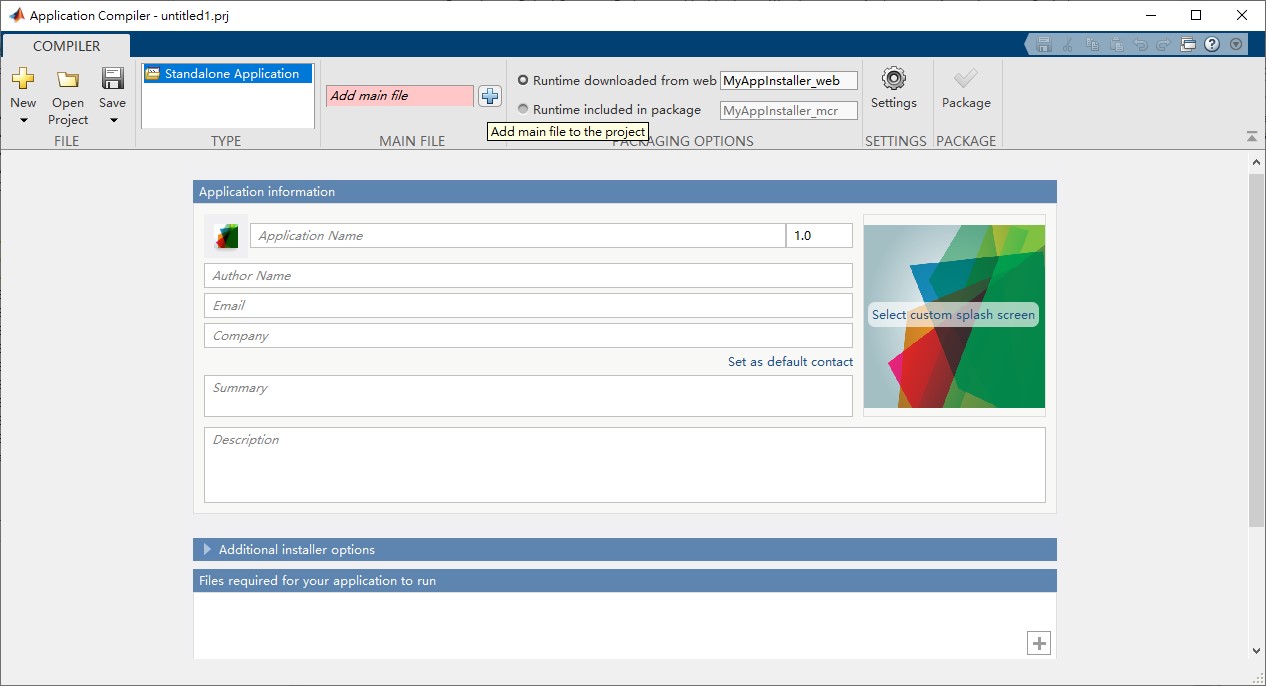 Application Compiler - untitled1.prj
COMPILER
New
Open Project
Save
FILE
Standalone Application
TYPE
Add main file
MAIN FILE
Add main file to the project
Runtime downloaded from web MyAppInstaller_web
Runtime included in package MyAppInstaller_mcr
PACKAGING OPTIONS
Settings
SETTINGS
Package
PACKAGE
Application information
Application Name 1.0
Author Name
Email
Company
Set as default contact
Summary
Description
Select custom splash screen
Additional installer options
Files required for your application to run